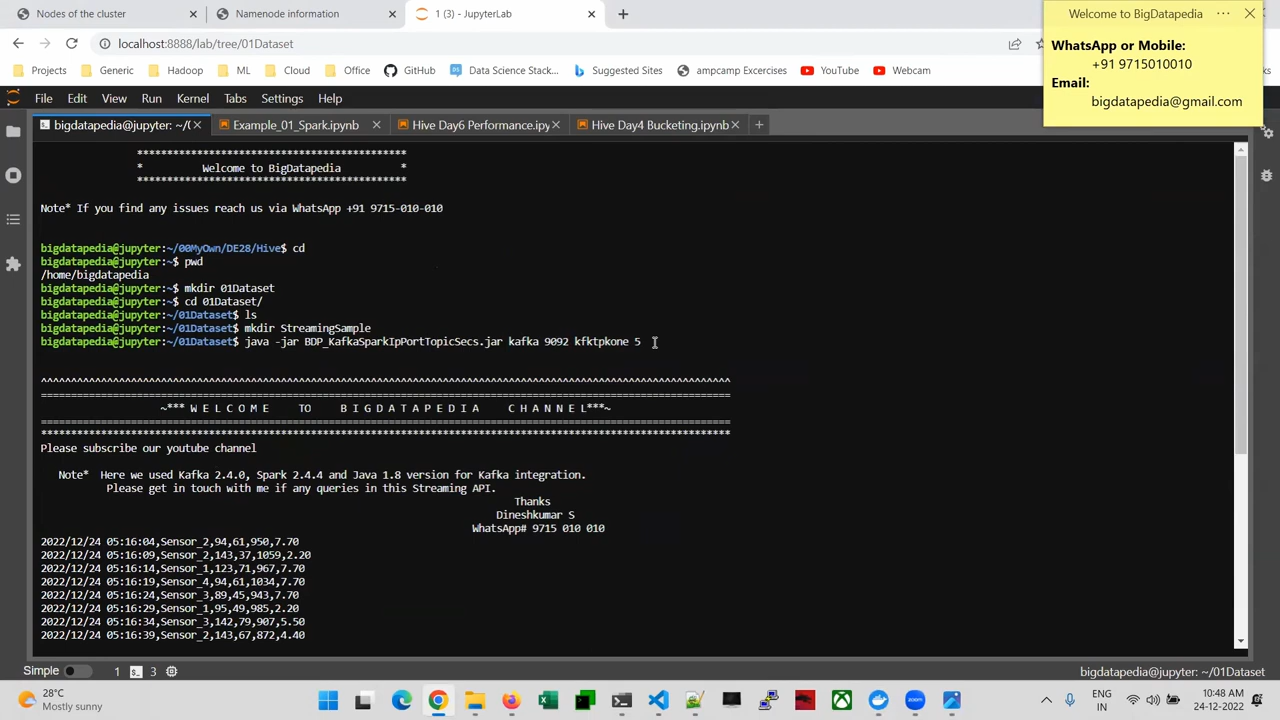 Nodes of the cluster
Namenode information
1 (3) - JupyterLab
Welcome to BigDatapedia
WhatsApp or Mobile:
+91 9715010010
Email:
bigdatapedia@gmail.com
localhost:8888/lab/tree/01Dataset
Projects Generic Hadoop ML Cloud Office GitHub Data Science Stack... Suggested Sites ampcamp Excercises YouTube Webcam
File Edit View Run Kernel Tabs Settings Help
bigdatapedia@jupyter: ~/( Example_01_Spark.ipynb Hive Day6 Performance.ipy Hive Day4 Bucketing.ipynb
*********************************************
* Welcome to BigDatapedia *
*********************************************
Note* If you find any issues reach us via WhatsApp +91 9715-010-010
bigdatapedia@jupyter:~/00MyOwn/DE28/Hive$ cd
bigdatapedia@jupyter:~$ pwd
/home/bigdatapedia
bigdatapedia@jupyter:~$ mkdir 01Dataset
bigdatapedia@jupyter:~$ cd 01Dataset/
bigdatapedia@jupyter:~/01Dataset$ ls
bigdatapedia@jupyter:~/01Dataset$ mkdir StreamingSample
bigdatapedia@jupyter:~/01Dataset$ java -jar BDP_KafkaSparkIpPortTopicSecs.jar kafka 9092 kfktpkone 5
~*** W E L C O M E TO B I G D A T A P E D I A C H A N N E L***~
Please subscribe our youtube channel
Note* Here we used Kafka 2.4.0, Spark 2.4.4 and Java 1.8 version for Kafka integration.
Please get in touch with me if any queries in this Streaming API.
Thanks
Dineshkumar S
WhatsApp# 9715 010 010
2022/12/24 05:16:04,Sensor_2,94,61,950,7.70
2022/12/24 05:16:09,Sensor_2,143,37,1059,2.20
2022/12/24 05:16:14,Sensor_1,123,71,967,7.70
2022/12/24 05:16:19,Sensor_4,94,61,1034,7.70
2022/12/24 05:16:24,Sensor_3,89,45,943,7.70
2022/12/24 05:16:29,Sensor_1,95,49,985,2.20
2022/12/24 05:16:34,Sensor_3,142,79,907,5.50
2022/12/24 05:16:39,Sensor_2,143,67,872,4.40
Simple 1 3 bigdatapedia@jupyter: ~/01Dataset
28°C
Mostly sunny
ENG
IN
10:48 AM
24-12-2022